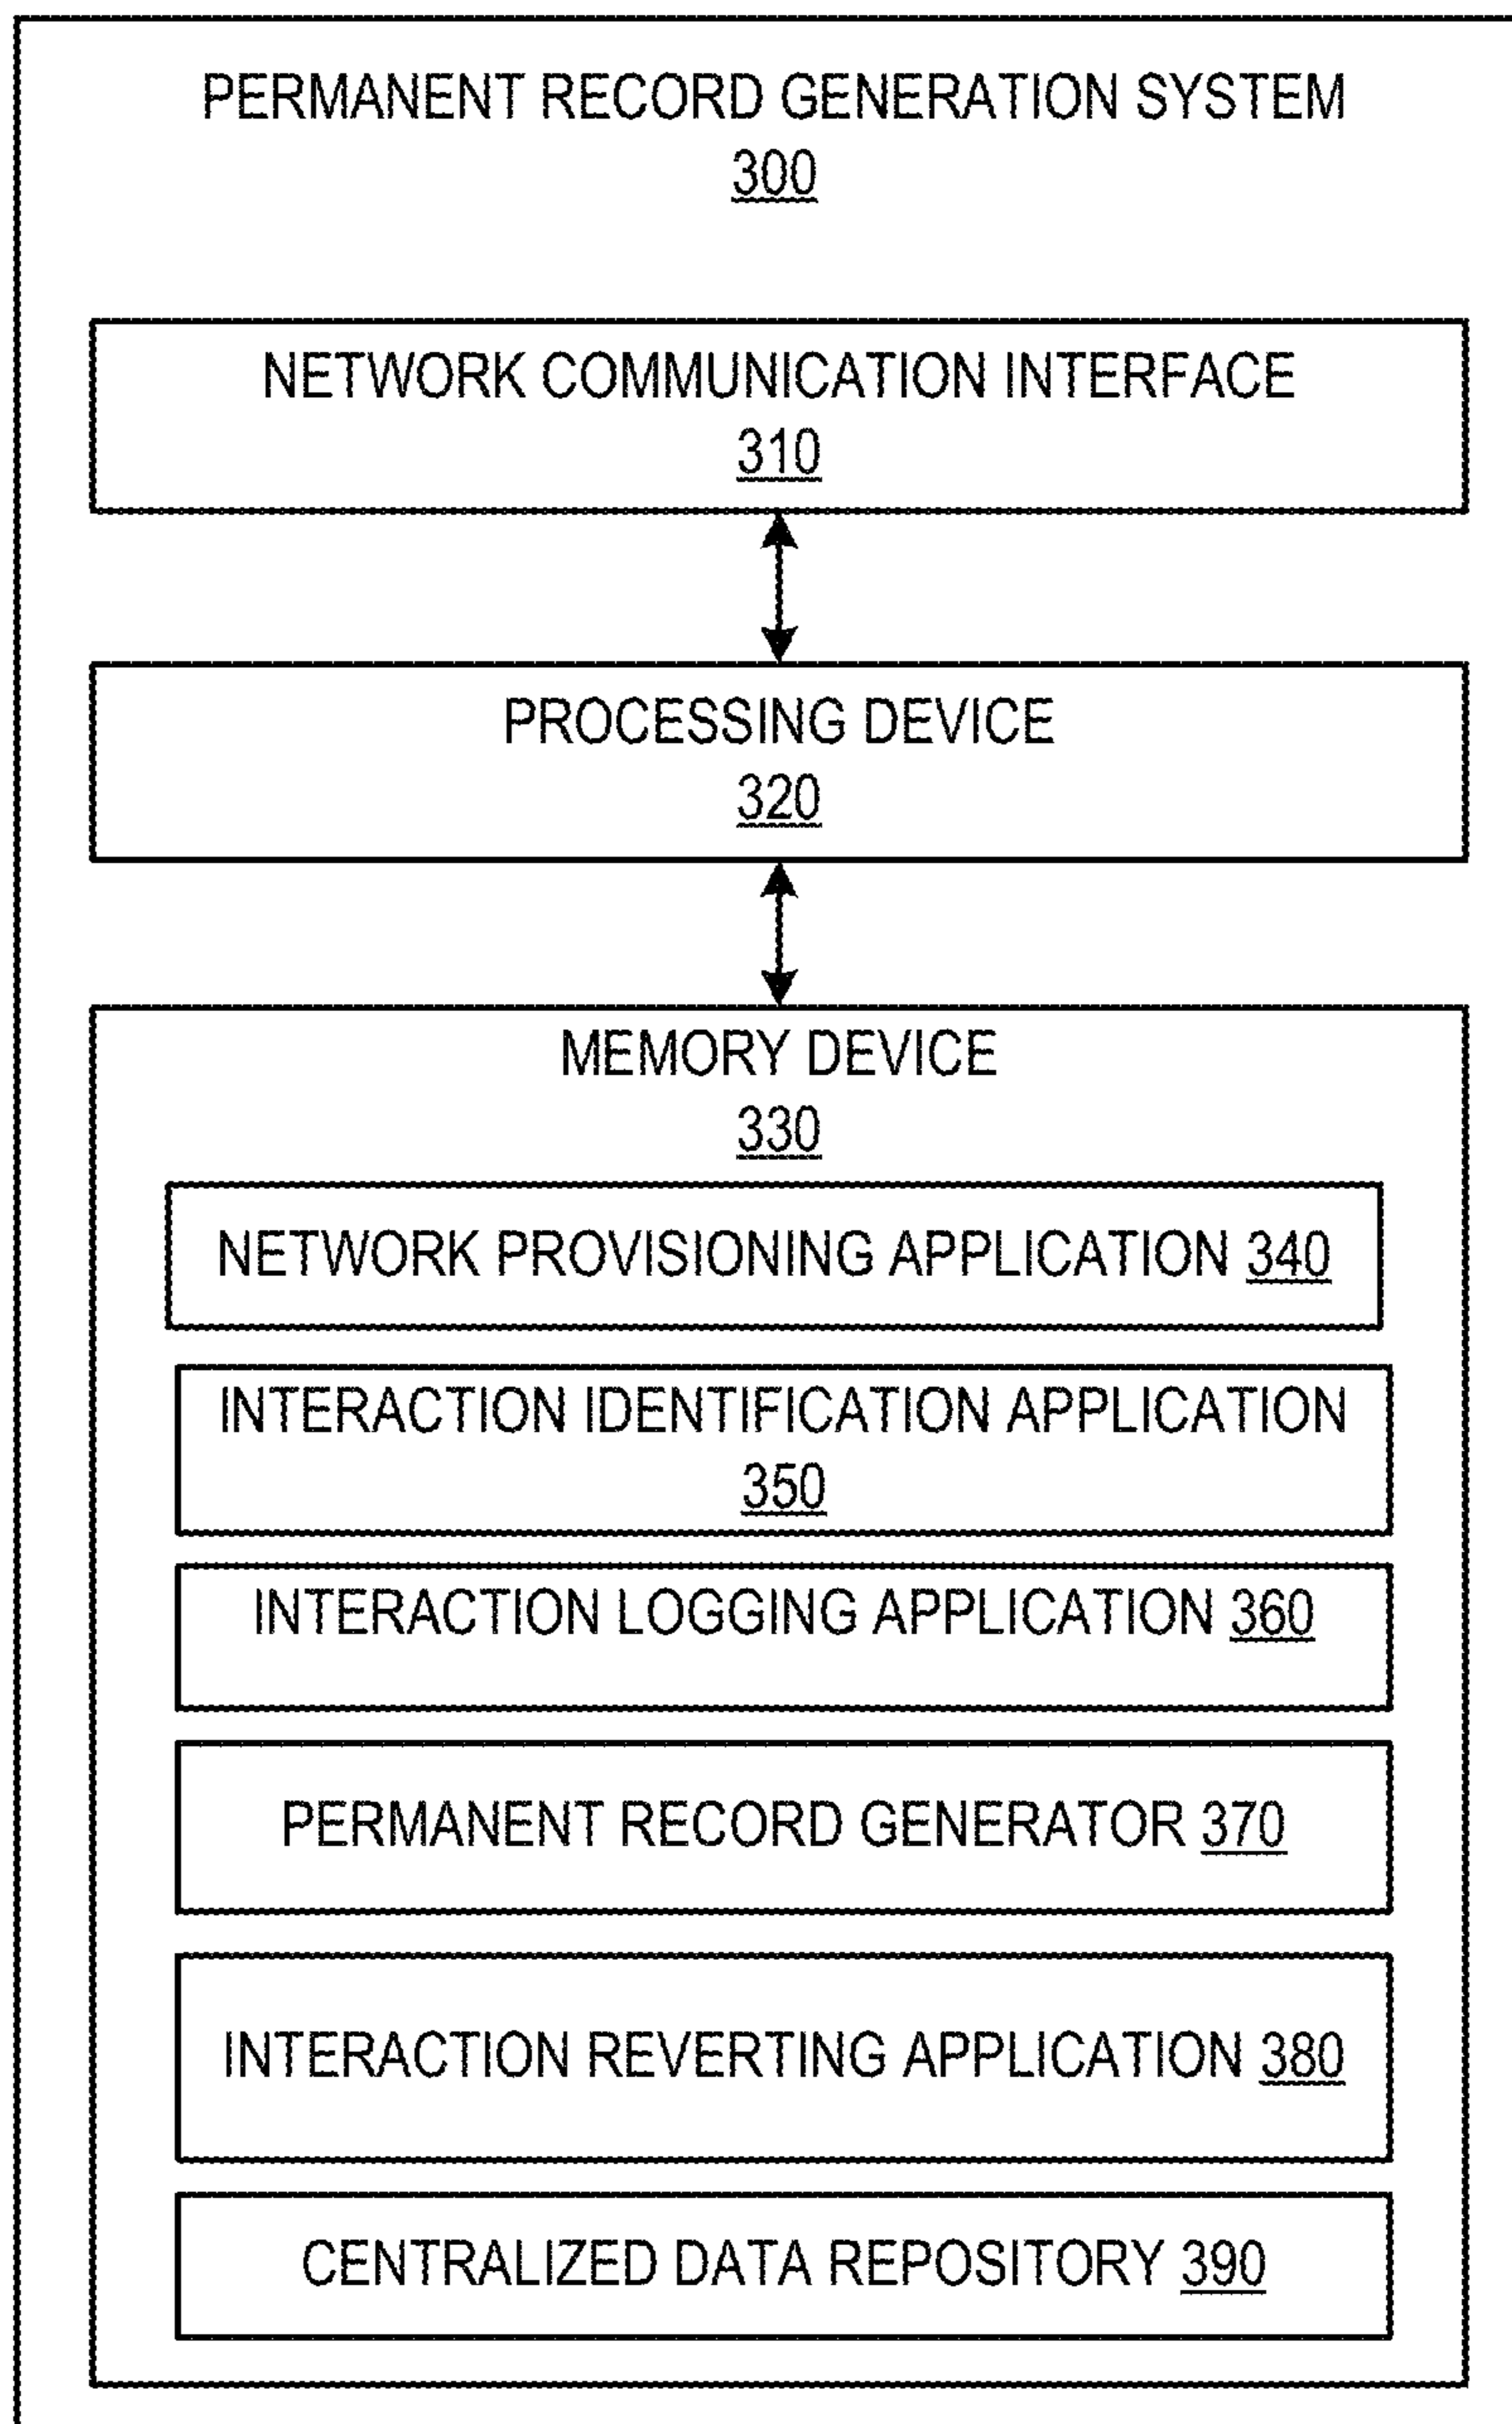 PERMANENT RECORD GENERATION SYSTEM
300
NETWORK COMMUNICATION INTERFACE
310
PROCESSING DEVICE
320
MEMORY DEVICE
330
NETWORK PROVISIONING APPLICATION 340
INTERACTION IDENTIFICATION APPLICATION
350
INTERACTION LOGGING APPLICATION 360
PERMANENT RECORD GENERATOR 370
INTERACTION REVERTING APPLICATION 380
CENTRALIZED DATA REPOSITORY 390